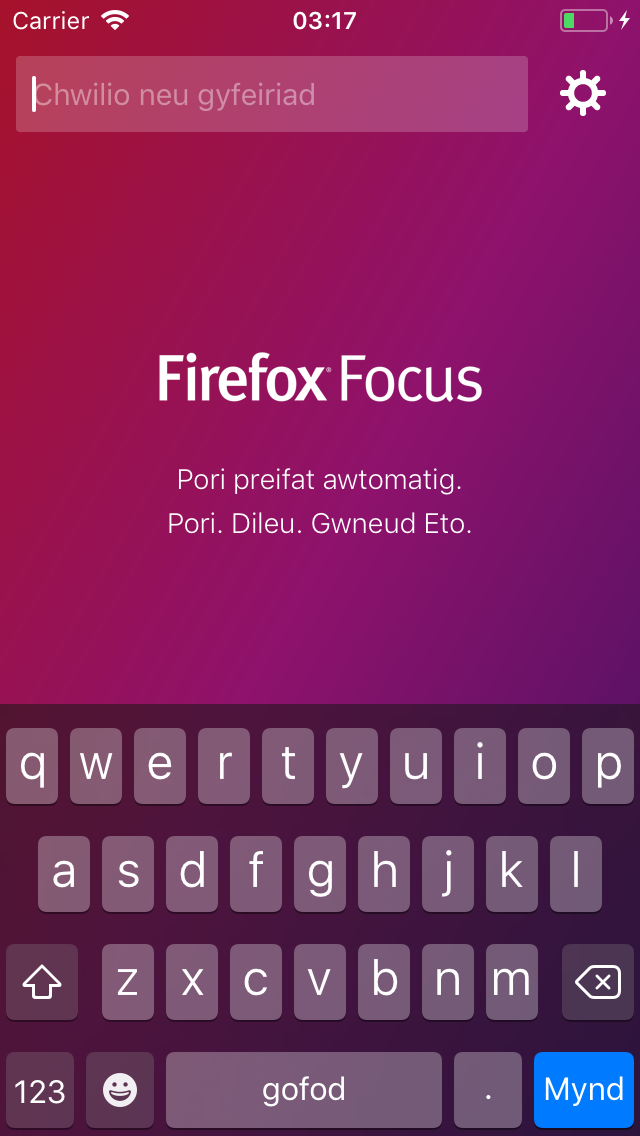 Carrier 03:17
Chwilio neu gyfeiriad
Firefox® Focus
Pori preifat awtomatig.
Pori. Dileu. Gwneud Eto.
q w e r t y u i o p
a s d f g h j k l
z x c v b n m
123 gofod . Mynd